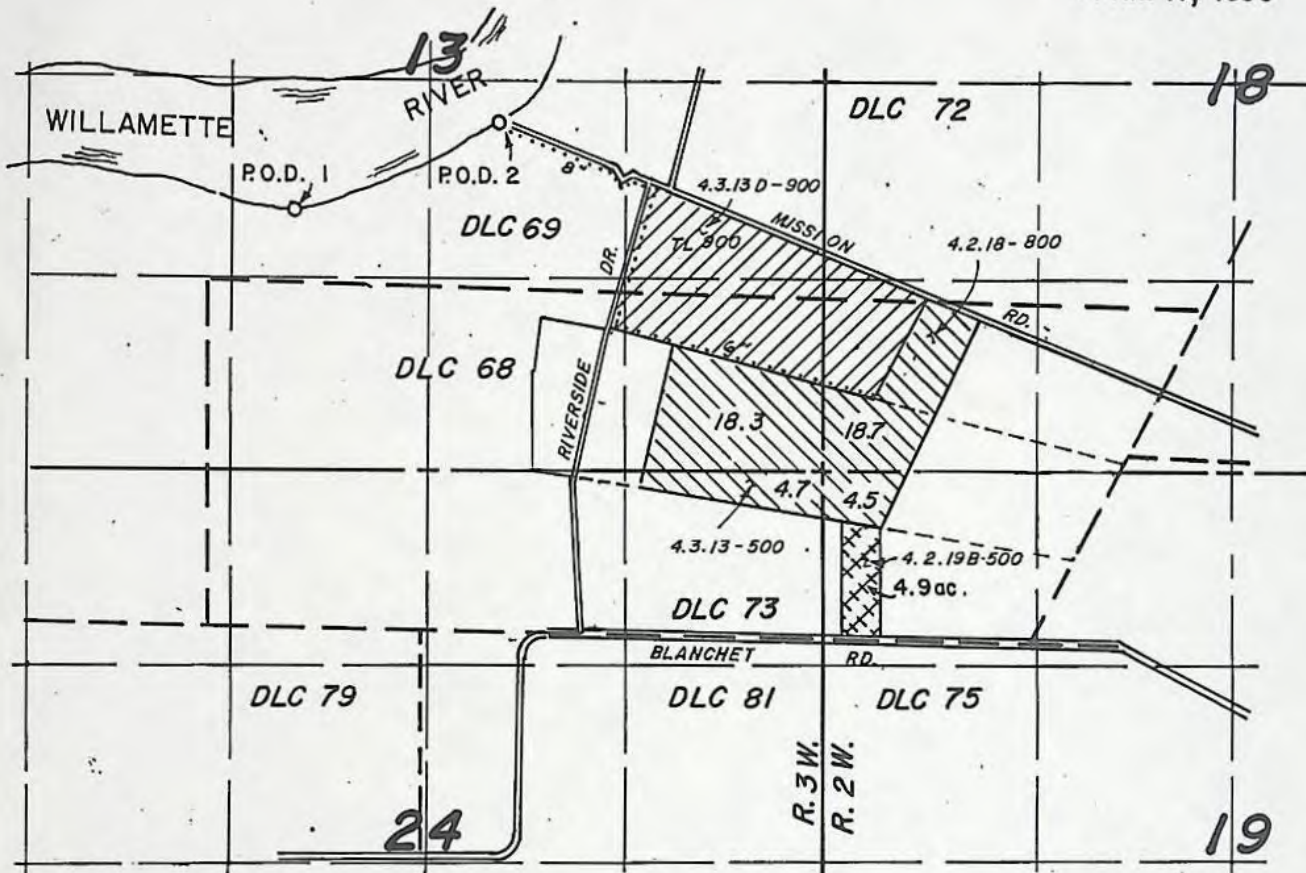 13
18
WILLAMETTE
RIVER
DLC 72
P.O.D. 1
P.O.D. 2
8"
4.3.13 D-900
TL 900
MISSION
RD.
4.2.18-800
DLC 69
DR.
RIVERSIDE
DLC 68
6"
18.3
18.7
4.7
4.5
4.3.13-500
4.2.19B-500
4.9ac.
DLC 73
BLANCHET RD.
DLC 79
DLC 81
DLC 75
R. 3 W.
R. 2 W.
24
19